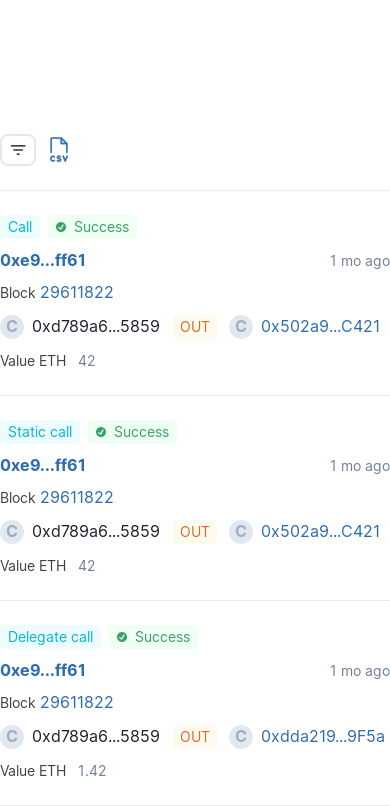 CSV
Call Success
0xe9...ff61 1 mo ago
Block 29611822
C 0xd789a6...5859 OUT C 0x502a9...C421
Value ETH 42
Static call Success
0xe9...ff61 1 mo ago
Block 29611822
C 0xd789a6...5859 OUT C 0x502a9...C421
Value ETH 42
Delegate call Success
0xe9...ff61 1 mo ago
Block 29611822
C 0xd789a6...5859 OUT C 0xdda219...9F5a
Value ETH 1.42